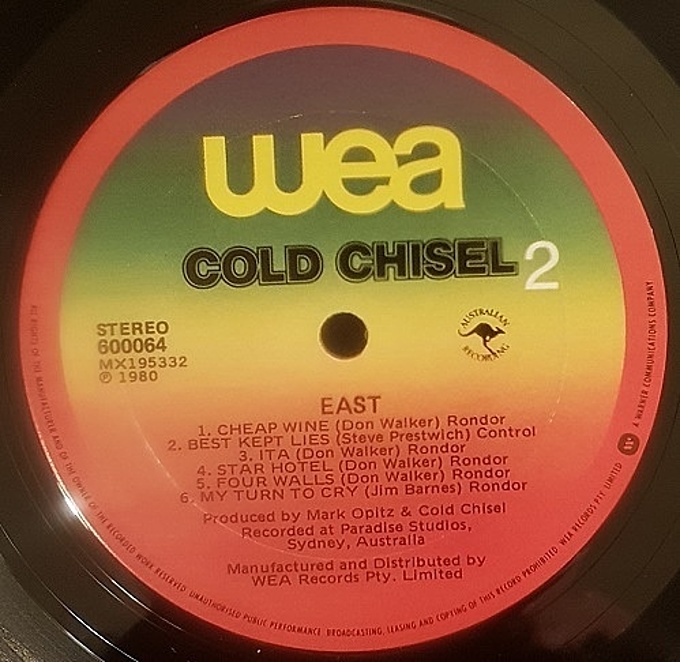 wea
COLD CHISEL 2
STEREO
600064
MX195332
℗ 1980
AUSTRALIAN
RECORDING
EAST
1. CHEAP WINE (Don Walker) Rondor
2. BEST KEPT LIES (Steve Prestwich) Control
3. ITA (Don Walker) Rondor
4. STAR HOTEL (Don Walker) Rondor
5. FOUR WALLS (Don Walker) Rondor
6. MY TURN TO CRY (Jim Barnes) Rondor
Produced by Mark Opitz & Cold Chisel
Recorded at Paradise Studios,
Sydney, Australia
Manufactured and Distributed by
WEA Records Pty. Limited
ALL RIGHTS OF THE MANUFACTURER AND OF THE OWNER OF THE RECORDED WORK RESERVED. UNAUTHORISED PUBLIC PERFORMANCE, BROADCASTING, LEASING AND COPYING OF THIS RECORD PROHIBITED. WEA RECORDS PTY. LIMITED
A WARNER COMMUNICATIONS COMPANY